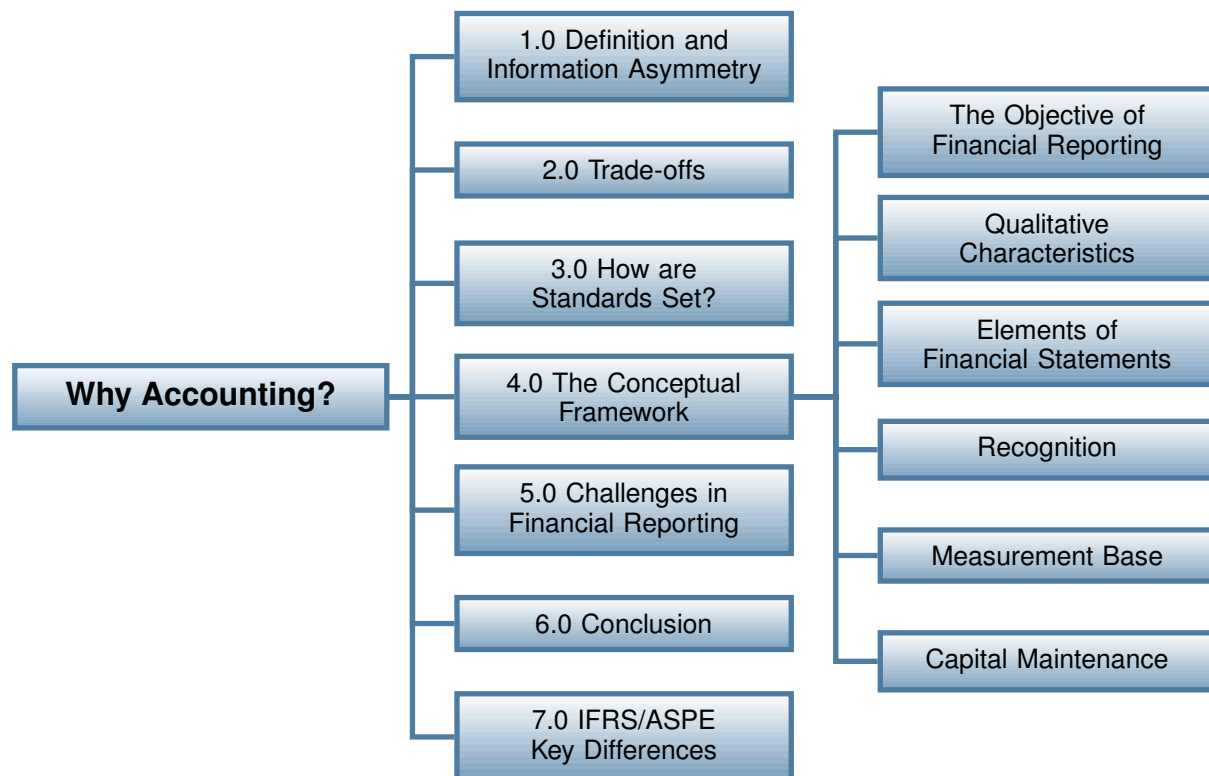 Why Accounting?
1.0 Definition and
Information Asymmetry
2.0 Trade-offs
3.0 How are
Standards Set?
4.0 The Conceptual
Framework
5.0 Challenges in
Financial Reporting
6.0 Conclusion
7.0 IFRS/ASPE
Key Differences
The Objective of
Financial Reporting
Qualitative
Characteristics
Elements of
Financial Statements
Recognition
Measurement Base
Capital Maintenance